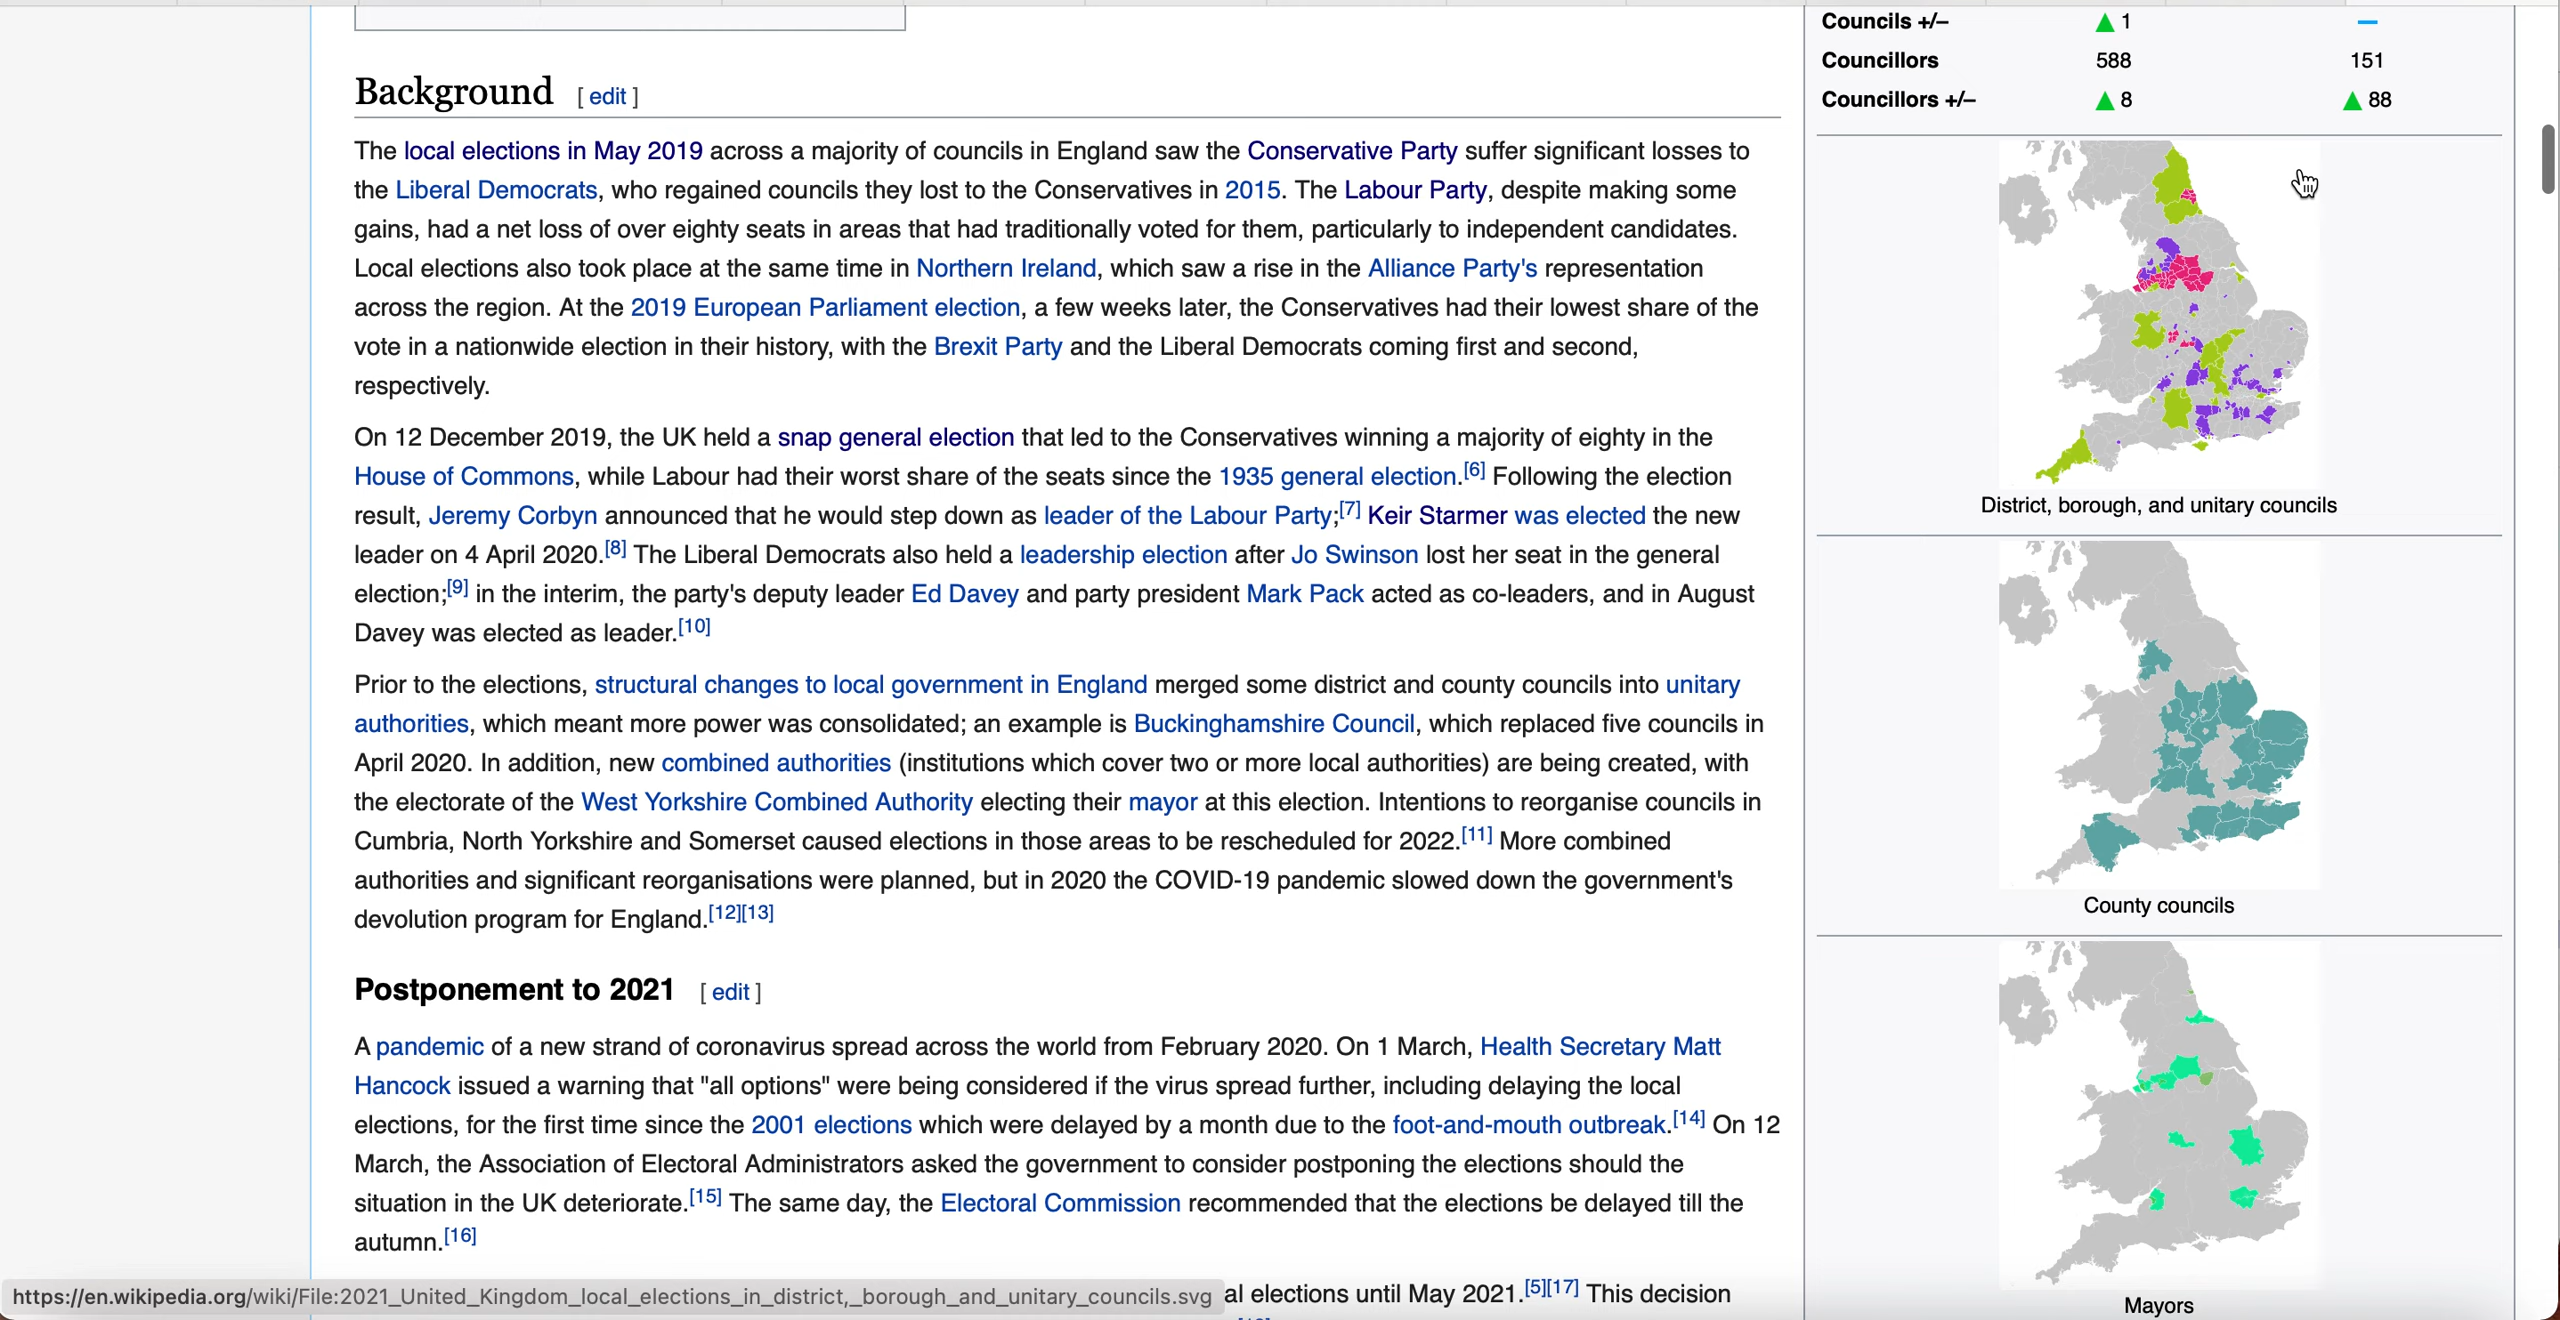 Background [ edit ]
The local elections in May 2019 across a majority of councils in England saw the Conservative Party suffer significant losses to
the Liberal Democrats, who regained councils they lost to the Conservatives in 2015. The Labour Party, despite making some
gains, had a net loss of over eighty seats in areas that had traditionally voted for them, particularly to independent candidates.
Local elections also took place at the same time in Northern Ireland, which saw a rise in the Alliance Party's representation
across the region. At the 2019 European Parliament election, a few weeks later, the Conservatives had their lowest share of the
vote in a nationwide election in their history, with the Brexit Party and the Liberal Democrats coming first and second,
respectively.
On 12 December 2019, the UK held a snap general election that led to the Conservatives winning a majority of eighty in the
House of Commons, while Labour had their worst share of the seats since the 1935 general election.[6] Following the election
result, Jeremy Corbyn announced that he would step down as leader of the Labour Party;[7] Keir Starmer was elected the new
leader on 4 April 2020.[8] The Liberal Democrats also held a leadership election after Jo Swinson lost her seat in the general
election;[9] in the interim, the party's deputy leader Ed Davey and party president Mark Pack acted as co-leaders, and in August
Davey was elected as leader.[10]
Prior to the elections, structural changes to local government in England merged some district and county councils into unitary
authorities, which meant more power was consolidated; an example is Buckinghamshire Council, which replaced five councils in
April 2020. In addition, new combined authorities (institutions which cover two or more local authorities) are being created, with
the electorate of the West Yorkshire Combined Authority electing their mayor at this election. Intentions to reorganise councils in
Cumbria, North Yorkshire and Somerset caused elections in those areas to be rescheduled for 2022.[11] More combined
authorities and significant reorganisations were planned, but in 2020 the COVID-19 pandemic slowed down the government's
devolution program for England.[12][13]
Postponement to 2021 [ edit ]
A pandemic of a new strand of coronavirus spread across the world from February 2020. On 1 March, Health Secretary Matt
Hancock issued a warning that "all options" were being considered if the virus spread further, including delaying the local
elections, for the first time since the 2001 elections which were delayed by a month due to the foot-and-mouth outbreak.[14] On 12
March, the Association of Electoral Administrators asked the government to consider postponing the elections should the
situation in the UK deteriorate.[15] The same day, the Electoral Commission recommended that the elections be delayed till the
autumn.[16]
al elections until May 2021.[5][17] This decision
https://en.wikipedia.org/wiki/File:2021_United_Kingdom_local_elections_in_district,_borough_and_unitary_councils.svg
Councils +/– ▲ 1 —
Councillors 588 151
Councillors +/– ▲ 8 ▲ 88
District, borough, and unitary councils
County councils
Mayors